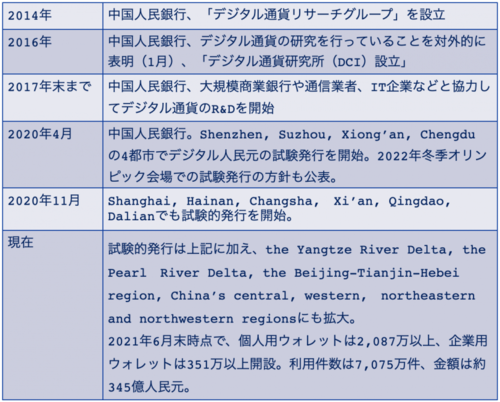 2014年
中国人民銀行、「デジタル通貨リサーチグループ」を設立
2016年
中国人民銀行、デジタル通貨の研究を行っていることを対外的に
表明（1月）、「デジタル通貨研究所（DCI）設立」
2017年末まで
中国人民銀行、大規模商業銀行や通信業者、IT企業などと協力し
てデジタル通貨のR&Dを開始
2020年4月
中国人民銀行。Shenzhen, Suzhou, Xiong’an, Chengdu
の4都市でデジタル人民元の試験発行を開始。2022年冬季オリン
ピック会場での試験発行の方針も公表。
2020年11月
Shanghai, Hainan, Changsha, Xi’an, Qingdao,
Dalianでも試験的発行を開始。
現在
試験的発行は上記に加え、the Yangtze River Delta, the
Pearl River Delta, the Beijing-Tianjin-Hebei
region, China’s central, western, northeastern
and northwestern regionsにも拡大。
2021年6月末時点で、個人用ウォレットは2,087万以上、企業用
ウォレットは351万以上開設。利用件数は7,075万件、金額は約
345億人民元。